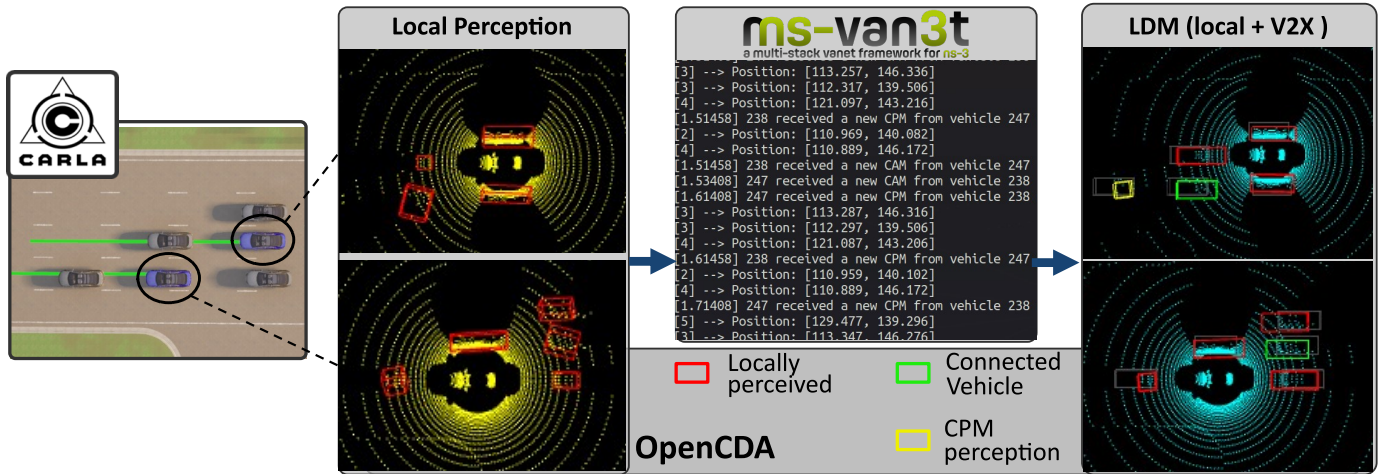 CARLA
Local Perception
ms-van3t
a multi-stack vanet framework for ns-3
[3] --> Position: [113.257, 146.336]
[3] --> Position: [112.317, 139.506]
[4] --> Position: [121.097, 143.216]
[1.51458] 238 received a new CPM from vehicle 247
[2] --> Position: [110.969, 140.082]
[4] --> Position: [110.889, 146.172]
[1.51458] 238 received a new CAM from vehicle 247
[1.53408] 247 received a new CAM from vehicle 238
[1.61408] 247 received a new CPM from vehicle 238
[3] --> Position: [113.287, 146.316]
[3] --> Position: [112.297, 139.506]
[4] --> Position: [121.087, 143.206]
[1.61458] 238 received a new CPM from vehicle 247
[2] --> Position: [110.959, 140.102]
[4] --> Position: [110.889, 146.172]
[1.71408] 247 received a new CPM from vehicle 238
[5] --> Position: [129.477, 139.296]
[3] --> Position: [113.347, 146.276]
LDM (local + V2X )
Locally
perceived
Connected
Vehicle
CPM
perception
OpenCDA